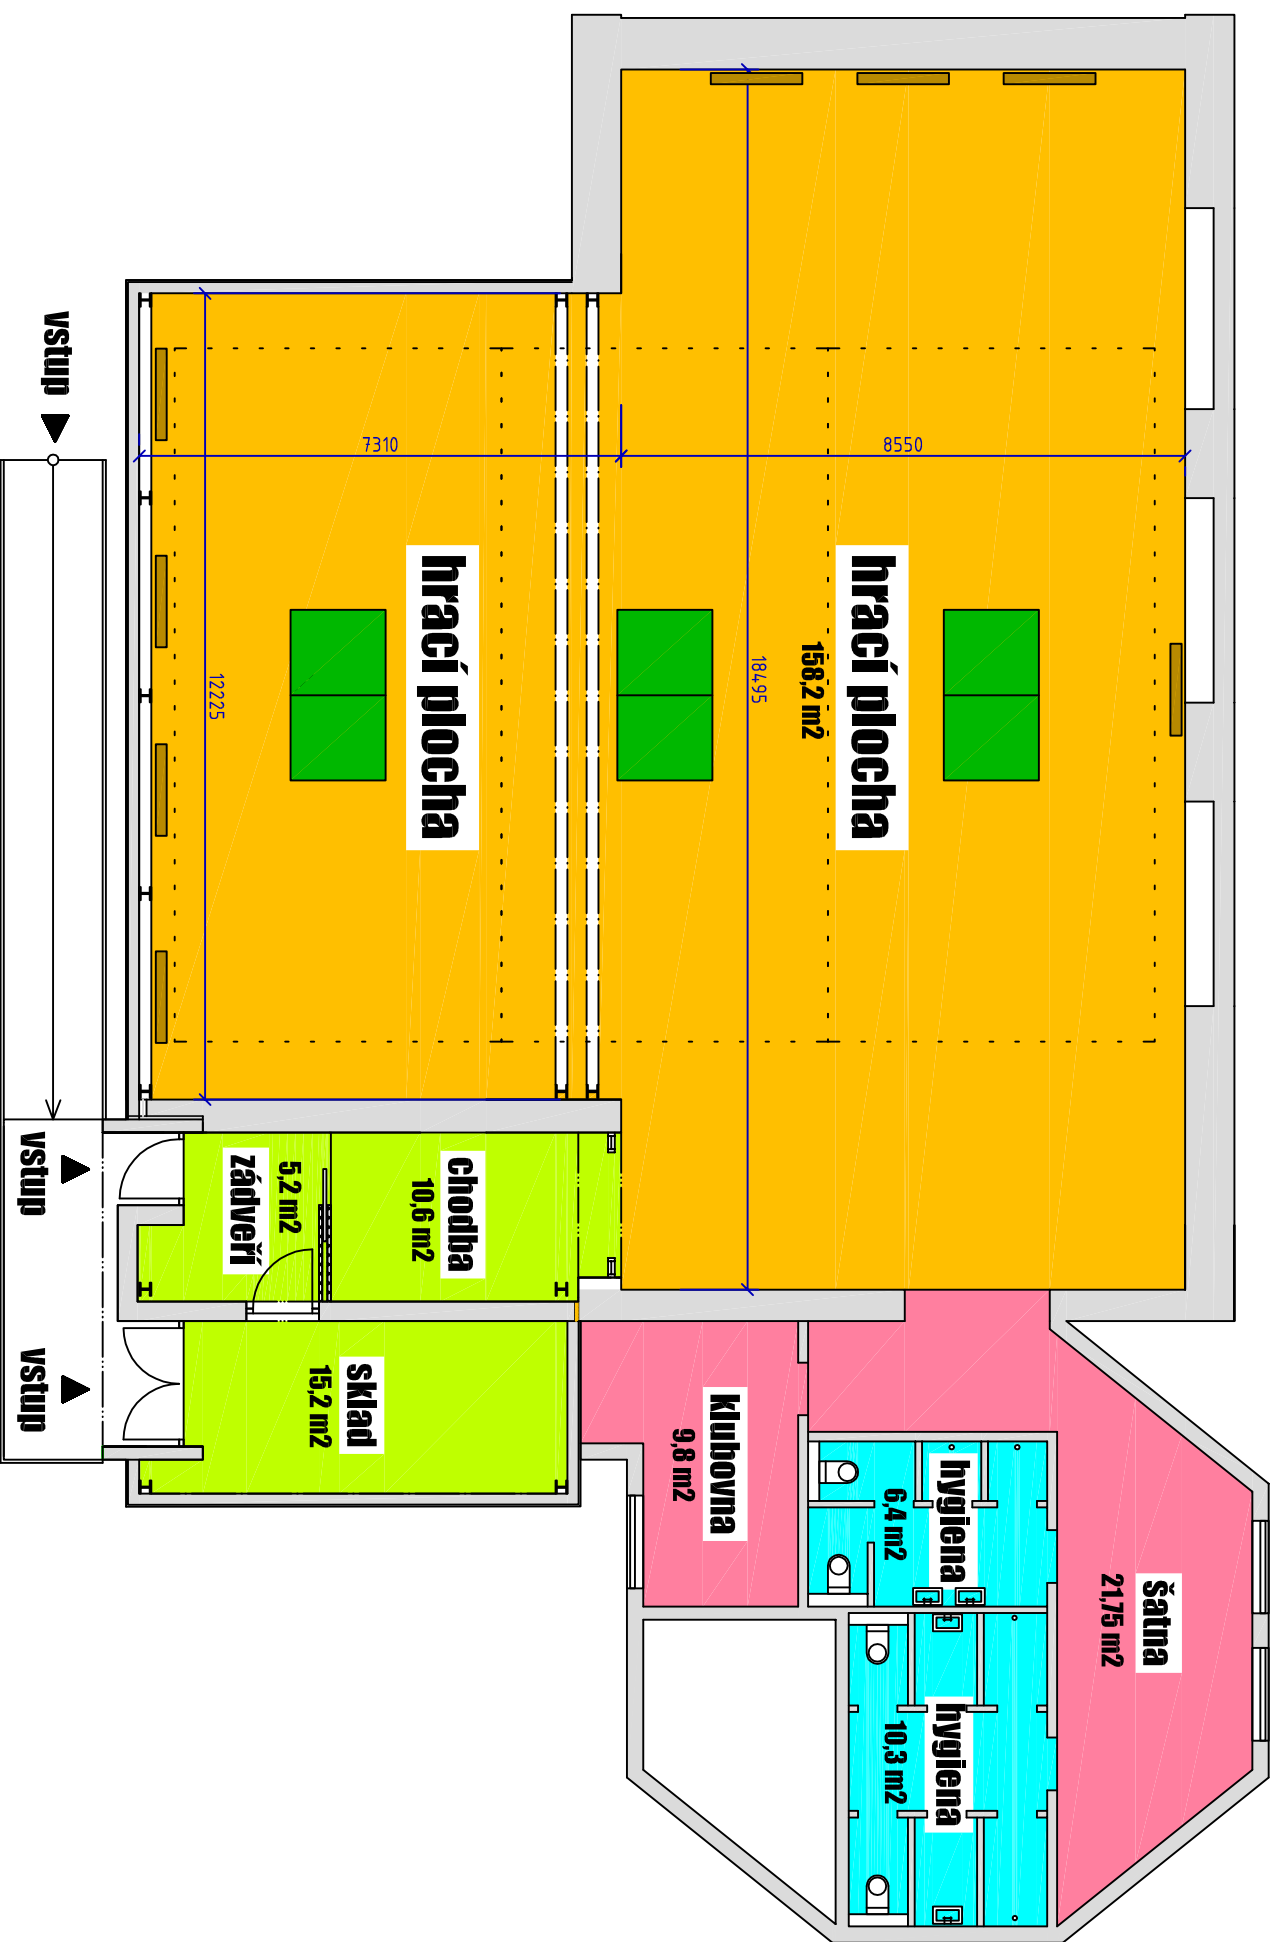 hrací plocha
158,2 m2
hrací plocha
8550
7310
18495
12225
vstup
vstup
vstup
chodba
10,6 m2
5,2 m2
zádveří
sklad
15,2 m2
klubovna
9,8 m2
hygiena
6,4 m2
hygiena
10,3 m2
šatna
21,75 m2